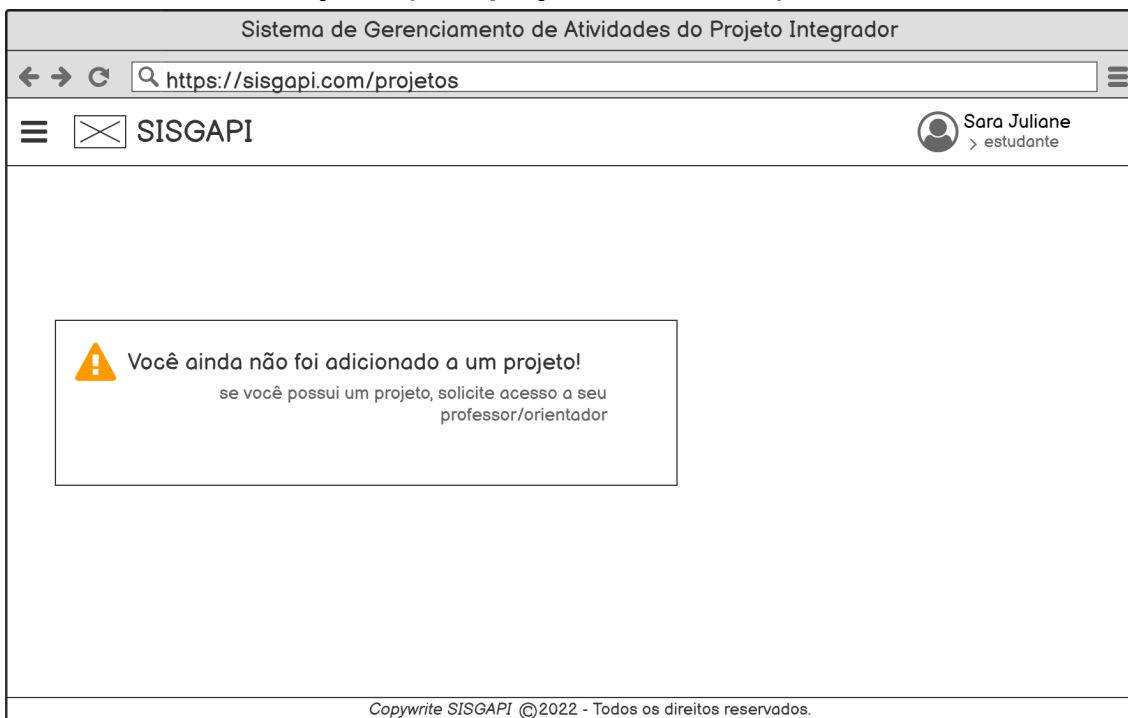 Sistema de Gerenciamento de Atividades do Projeto Integrador
https://sisgapi.com/projetos
SISGAPI
Sara Juliane
> estudante
Você ainda não foi adicionado a um projeto!
se você possui um projeto, solicite acesso a seu
professor/orientador
Copywrite SISGAPI ©2022 - Todos os direitos reservados.